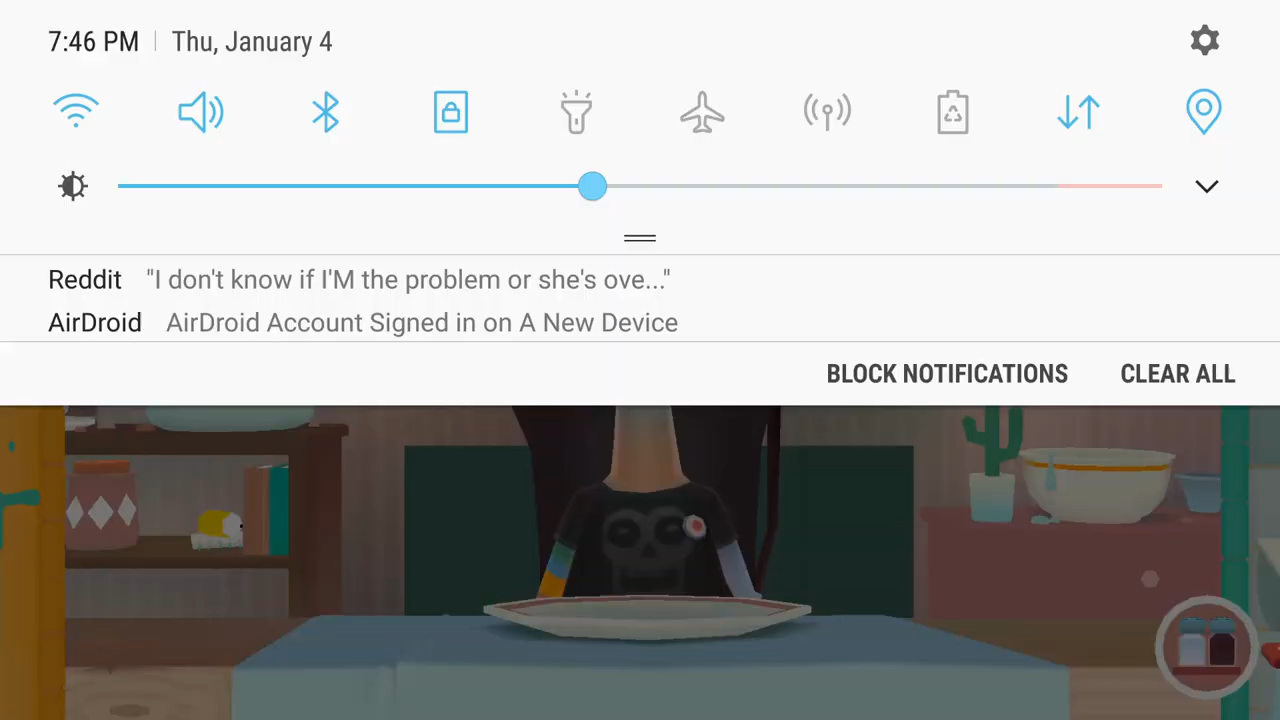 7:46 PM | Thu, January 4
Reddit "I don't know if I'M the problem or she's ove..."
AirDroid AirDroid Account Signed in on A New Device
BLOCK NOTIFICATIONS CLEAR ALL